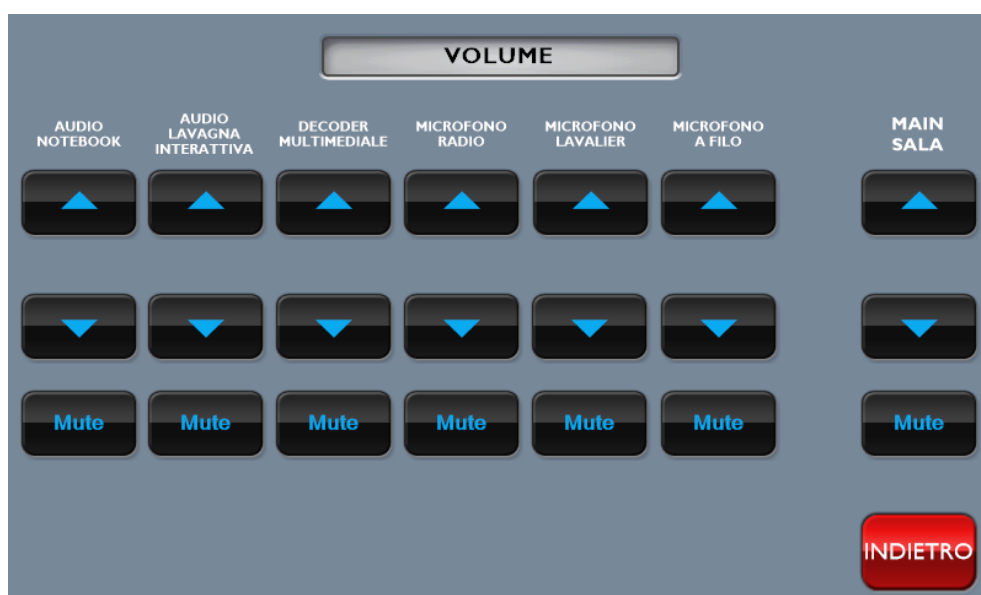 VOLUME
AUDIO
NOTEBOOK
AUDIO
LAVAGNA
INTERATTIVA
DECODER
MULTIMEDIALE
MICROFONO
RADIO
MICROFONO
LAVALIER
MICROFONO
A FILO
MAIN
SALA
Mute
Mute
Mute
Mute
Mute
Mute
Mute
INDIETRO